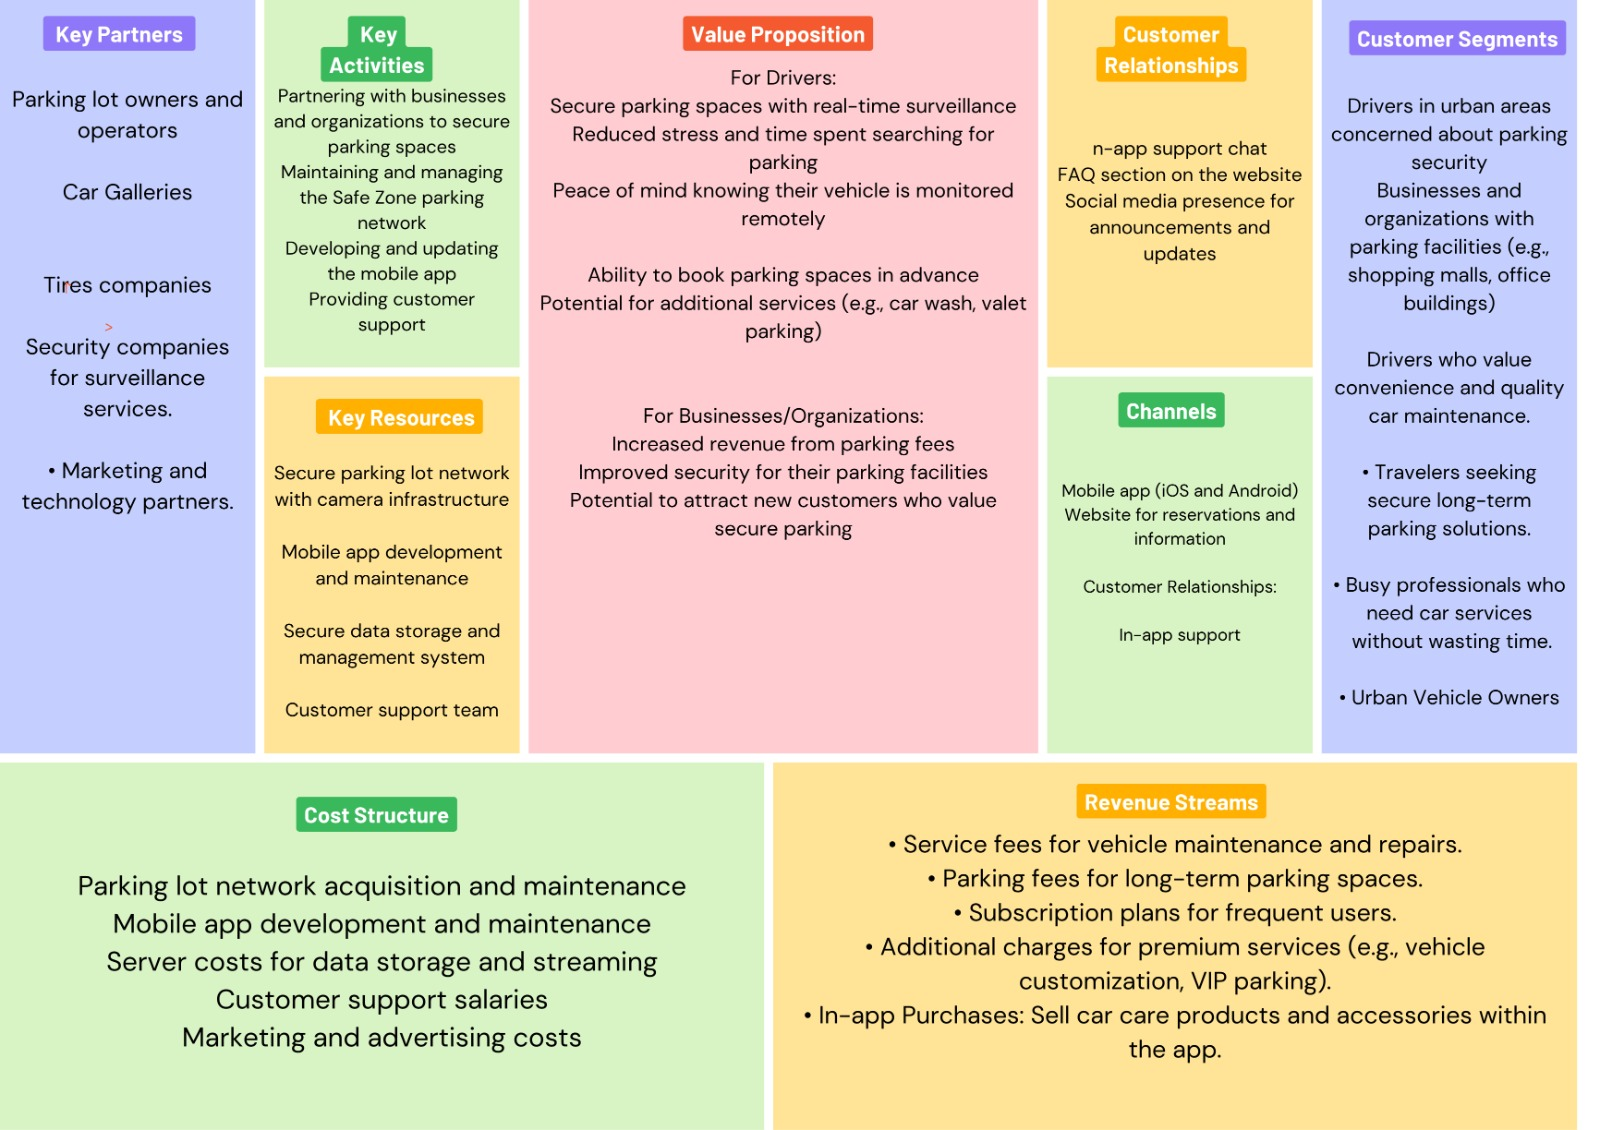 Key Partners
Parking lot owners and
operators
Car Galleries
Tires companies
>
Security companies
for surveillance
services.
• Marketing and
technology partners.
Key
Activities
Partnering with businesses
and organizations to secure
parking spaces
Maintaining and managing
the Safe Zone parking
network
Developing and updating
the mobile app
Providing customer
support
Key Resources
Secure parking lot network
with camera infrastructure
Mobile app development
and maintenance
Secure data storage and
management system
Customer support team
Value Proposition
For Drivers:
Secure parking spaces with real-time surveillance
Reduced stress and time spent searching for
parking
Peace of mind knowing their vehicle is monitored
remotely
Ability to book parking spaces in advance
Potential for additional services (e.g., car wash, valet
parking)
For Businesses/Organizations:
Increased revenue from parking fees
Improved security for their parking facilities
Potential to attract new customers who value
secure parking
Customer
Relationships
n-app support chat
FAQ section on the website
Social media presence for
announcements and
updates
Channels
Mobile app (iOS and Android)
Website for reservations and
information
Customer Relationships:
In-app support
Customer Segments
Drivers in urban areas
concerned about parking
security
Businesses and
organizations with
parking facilities (e.g.,
shopping malls, office
buildings)
Drivers who value
convenience and quality
car maintenance.
• Travelers seeking
secure long-term
parking solutions.
• Busy professionals who
need car services
without wasting time.
• Urban Vehicle Owners
Cost Structure
Parking lot network acquisition and maintenance
Mobile app development and maintenance
Server costs for data storage and streaming
Customer support salaries
Marketing and advertising costs
Revenue Streams
• Service fees for vehicle maintenance and repairs.
• Parking fees for long-term parking spaces.
• Subscription plans for frequent users.
• Additional charges for premium services (e.g., vehicle
customization, VIP parking).
• In-app Purchases: Sell car care products and accessories within
the app.